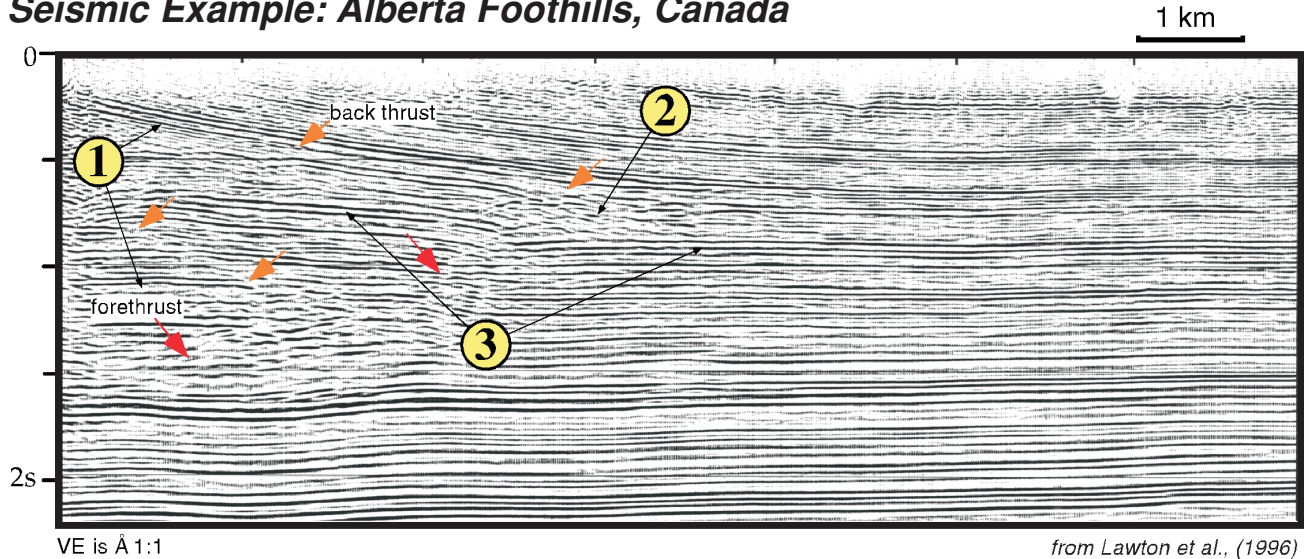 Seismic Example: Alberta Foothills, Canada
1 km
0
back thrust
2
1
forethrust
3
2s
VE is Å 1:1
from Lawton et al., (1996)